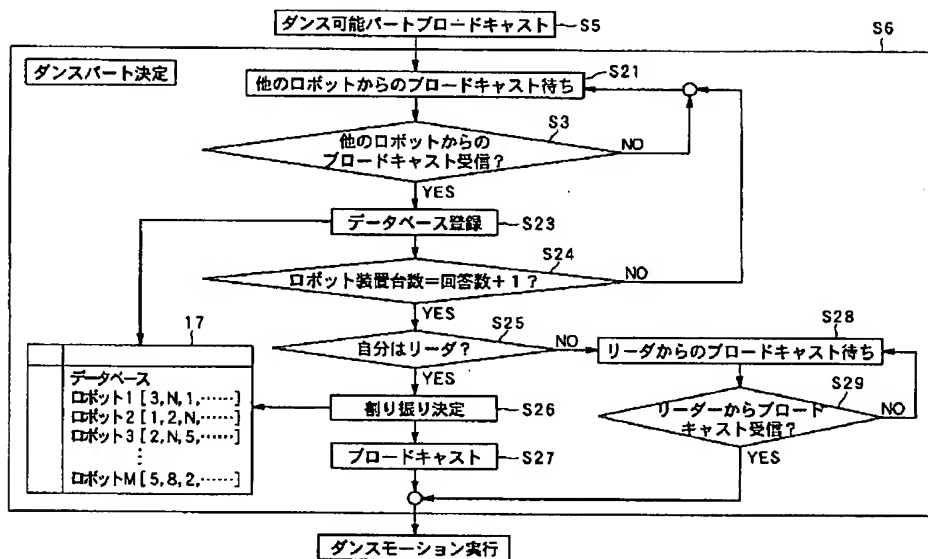 ダンス可能パートブロードキャスト
S5
S6
ダンスパート決定
S21
他のロボットからのブロードキャスト待ち
S3
他のロボットからの
ブロードキャスト受信？
NO
YES
データベース登録
S23
S24
ロボット装置台数＝回答数＋１？
NO
YES
S25
自分はリーダ？
NO
YES
S28
リーダからのブロードキャスト待ち
S29
リーダーからブロード
キャスト受信？
NO
YES
17
データベース
ロボット1 [3,N,1,……]
ロボット2 [1,2,N,……]
ロボット3 [2,N,5,……]
⋮
ロボットM [5,8,2,……]
割り振り決定
S26
ブロードキャスト
S27
ダンスモーション実行